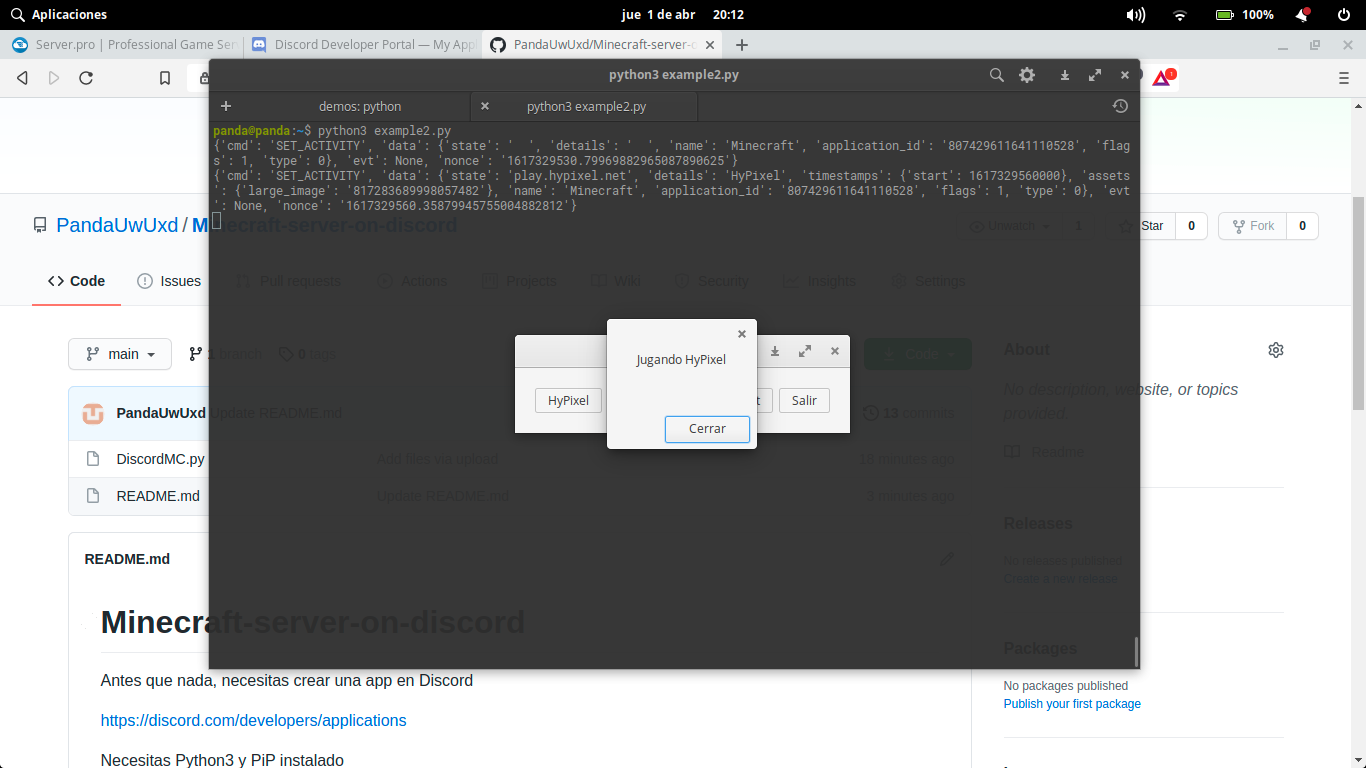 Aplicaciones
jue 1 de abr 20:12
100%
Server.pro | Professional Game Ser
Discord Developer Portal — My App
PandaUwUxd/Minecraft-server-o
python3 example2.py
demos: python
python3 example2.py
panda@panda:~$ python3 example2.py
{'cmd': 'SET_ACTIVITY', 'data': {'state': '  ', 'details': '  ', 'name': 'Minecraft', 'application_id': '807429611641110528', 'flag
s': 1, 'type': 0}, 'evt': None, 'nonce': '1617329530.79969882965087890625'}
{'cmd': 'SET_ACTIVITY', 'data': {'state': 'play.hypixel.net', 'details': 'HyPixel', 'timestamps': {'start': 1617329560000}, 'assets
': {'large_image': '817283689998057482'}, 'name': 'Minecraft', 'application_id': '807429611641110528', 'flags': 1, 'type': 0}, 'evt
': None, 'nonce': '1617329560.35879945755004882812'}
PandaUwUxd / Minecraft-server-on-discord
Unwatch 1
Star 0
Fork 0
Code
Issues
Pull requests
Actions
Projects
Wiki
Security
Insights
Settings
main
branch
0 tags
Code
Jugando HyPixel
Cerrar
HyPixel
Salir
PandaUwUxd Update README.md
13 commits
DiscordMC.py
Add files via upload
18 minutes ago
README.md
Update README.md
3 minutes ago
About
No description, website, or topics
provided.
Readme
Releases
No releases published
Create a new release
Packages
No packages published
Publish your first package
README.md
Minecraft-server-on-discord
Antes que nada, necesitas crear una app en Discord
https://discord.com/developers/applications
Necesitas Python3 y PiP instalado